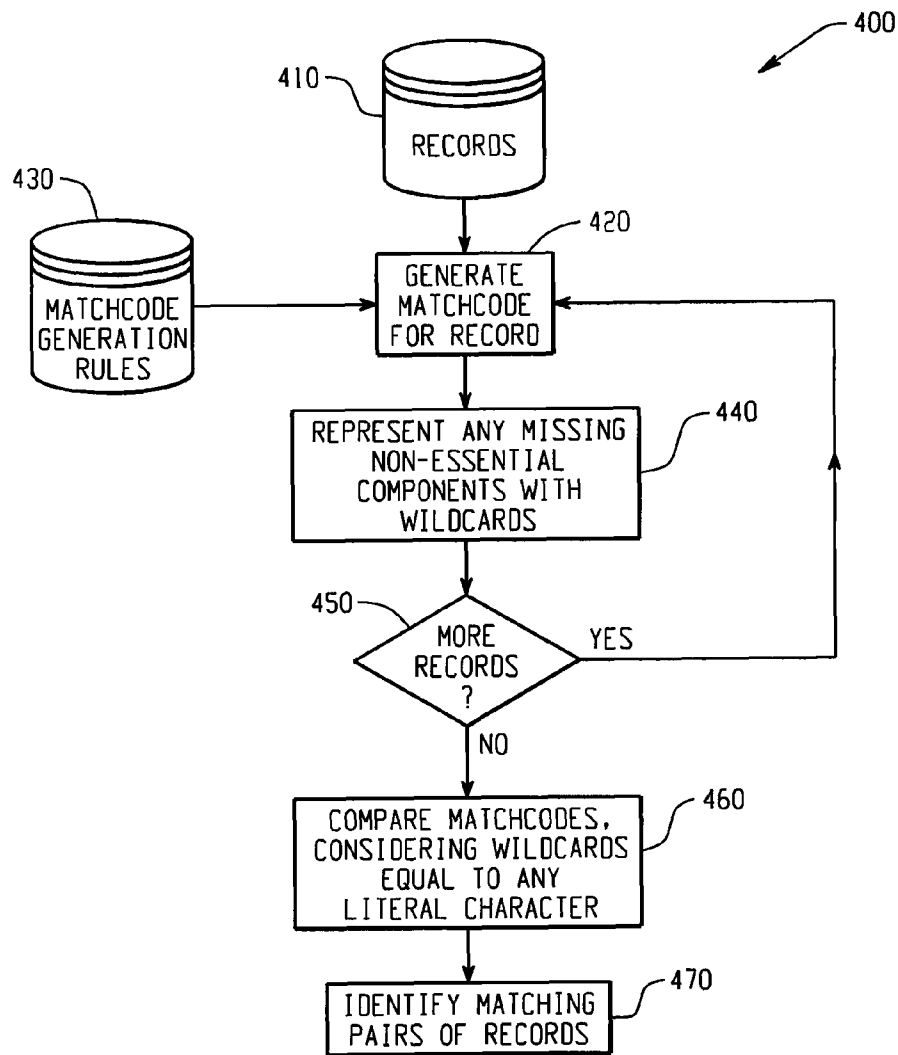 400
410
RECORDS
430
MATCHCODE
GENERATION
RULES
420
GENERATE
MATCHCODE
FOR RECORD
440
REPRESENT ANY MISSING
NON-ESSENTIAL
COMPONENTS WITH
WILDCARDS
450
MORE
RECORDS
?
YES
NO
460
COMPARE MATCHCODES,
CONSIDERING WILDCARDS
EQUAL TO ANY
LITERAL CHARACTER
470
IDENTIFY MATCHING
PAIRS OF RECORDS